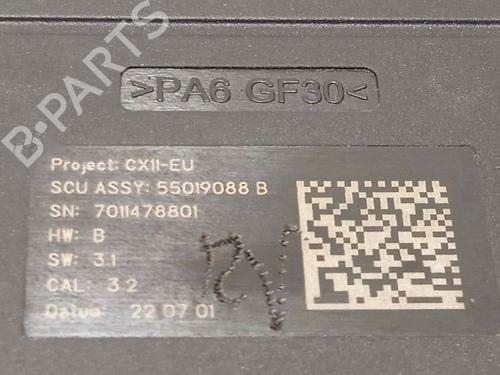 B-PARTS
>PA6 GF30<
Project: CX11-EU
SCU ASSY: 55019088 B
SN: 7011478801
HW: B
SW: 3.1
CAL 3.2
Datum 22 07 01